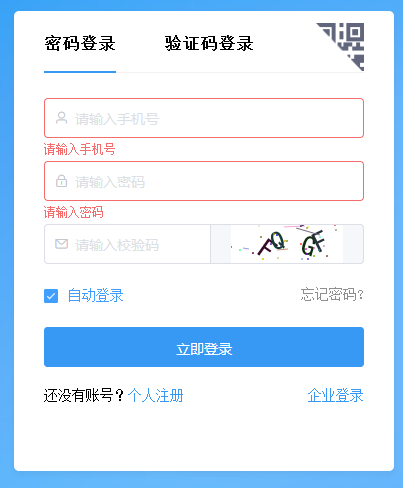 密码登录 验证码登录
请输入手机号
请输入手机号
请输入密码
请输入密码
请输入校验码 TQGF
自动登录 忘记密码?
立即登录
还没有账号？个人注册 企业登录